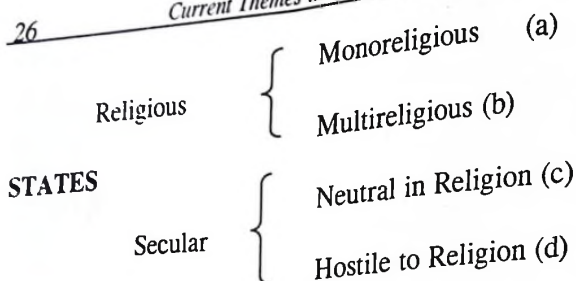 26
Current Themes
Monoreligious (a)
Religious
Multireligious (b)
STATES
Neutral in Religion (c)
Secular
Hostile to Religion (d)